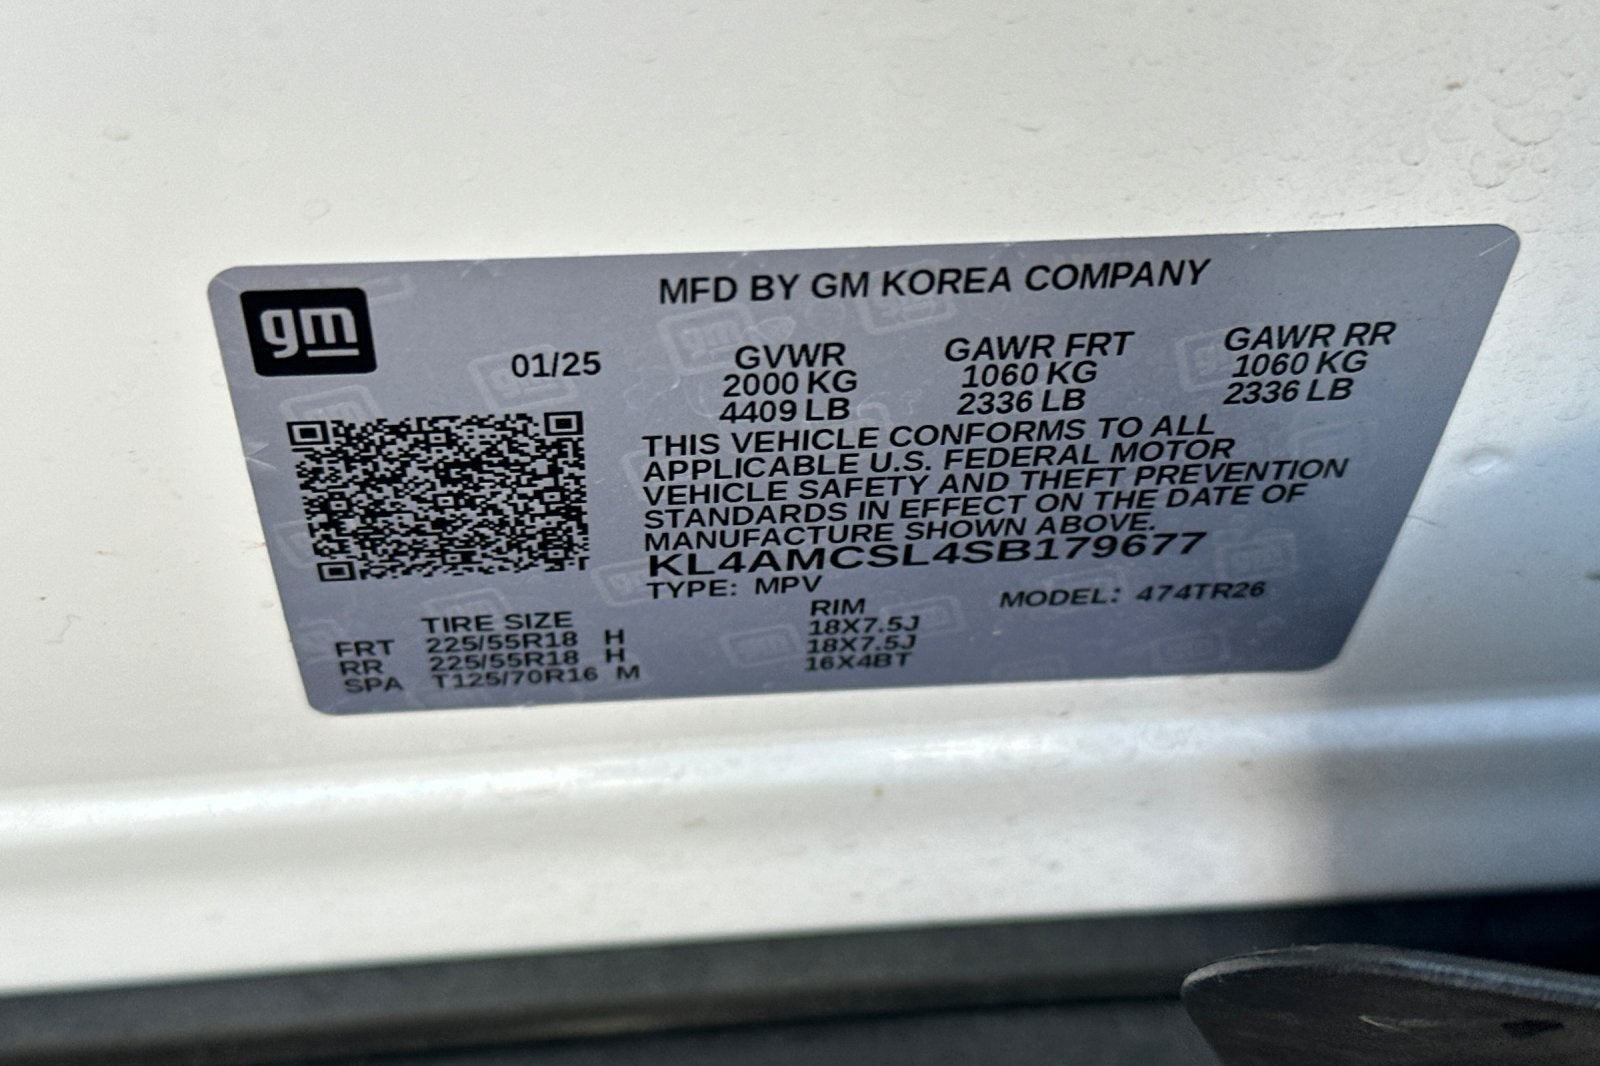 gm
MFD BY GM KOREA COMPANY
01/25
GVWR GAWR FRT GAWR RR
2000 KG 1060 KG 1060 KG
4409 LB 2336 LB 2336 LB
THIS VEHICLE CONFORMS TO ALL
APPLICABLE U.S. FEDERAL MOTOR
VEHICLE SAFETY AND THEFT PREVENTION
STANDARDS IN EFFECT ON THE DATE OF
MANUFACTURE SHOWN ABOVE.
KL4AMCSL4SB179677
TYPE: MPV MODEL: 474TR26
TIRE SIZE RIM
FRT 225/55R18 H 18X7.5J
RR 225/55R18 H 18X7.5J
SPA T125/70R16 M 16X4BT